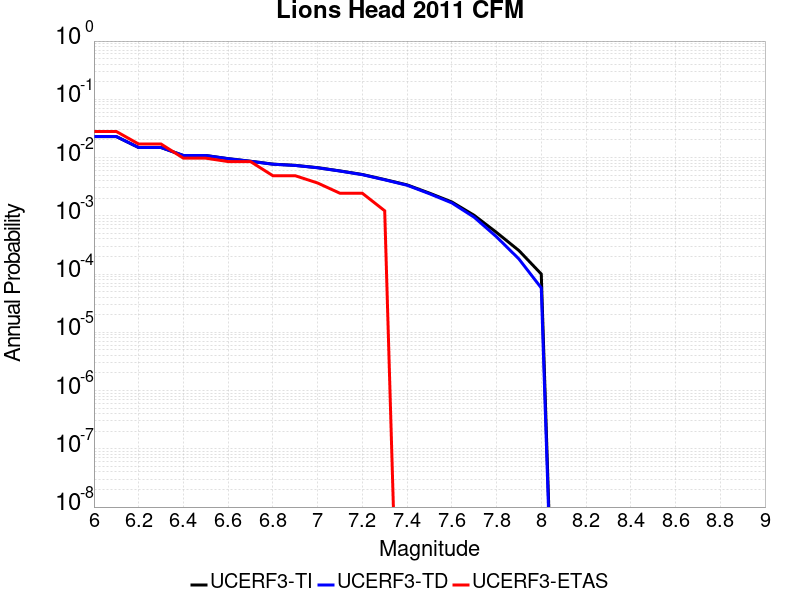 Lions Head 2011 CFM
10^0
10^-1
10^-2
10^-3
10^-4
10^-5
10^-6
10^-7
10^-8
Annual Probability
6 6.2 6.4 6.6 6.8 7 7.2 7.4 7.6 7.8 8 8.2 8.4 8.6 8.8 9
Magnitude
UCERF3-TI UCERF3-TD UCERF3-ETAS